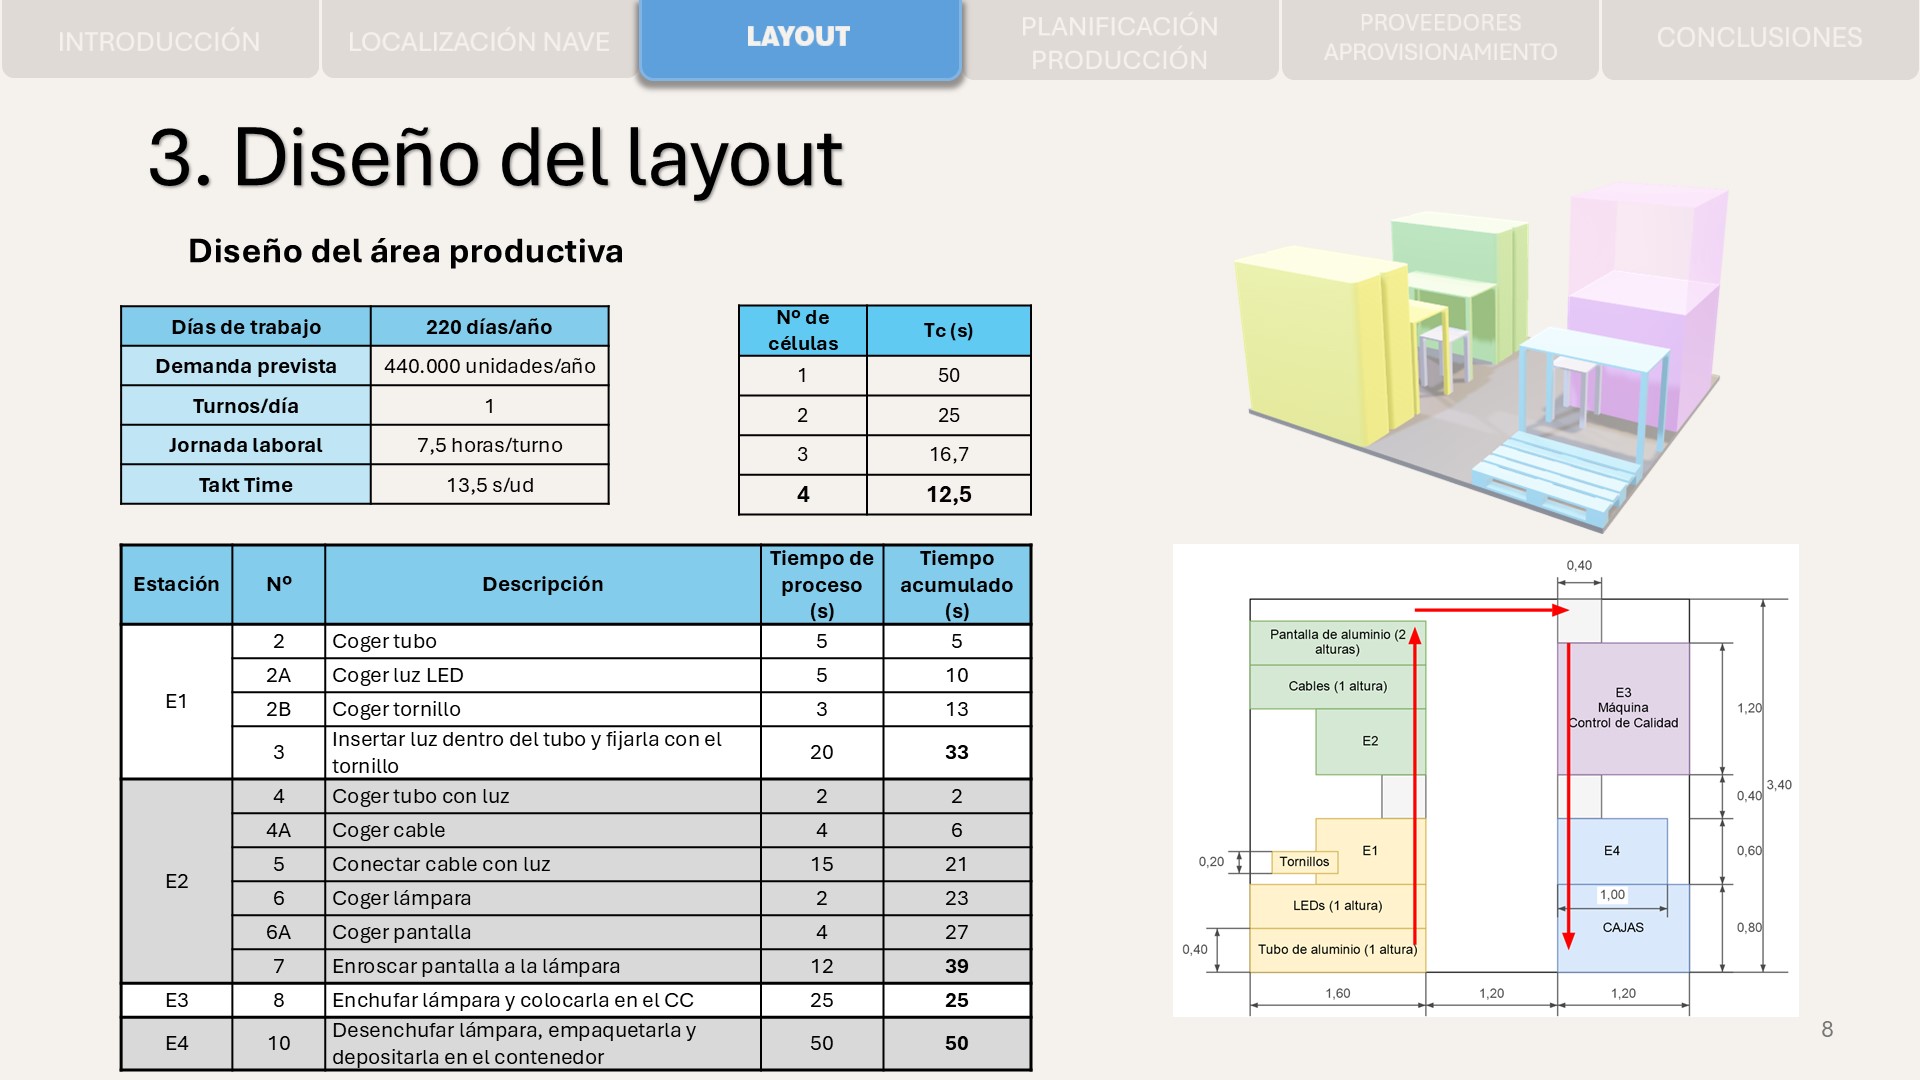 INTRODUCCIÓN
LOCALIZACIÓN NAVE
LAYOUT
PLANIFICACIÓN
PRODUCCIÓN
PROVEEDORES
APROVISIONAMIENTO
CONCLUSIONES
3. Diseño del layout
Diseño del área productiva
Días de trabajo 220 días/año
Demanda prevista 440.000 unidades/año
Turnos/día 1
Jornada laboral 7,5 horas/turno
Takt Time 13,5 s/ud
Nº de
células
Tc (s)
1 50
2 25
3 16,7
4 12,5
Estación Nº Descripción
Tiempo de
proceso
(s)
Tiempo
acumulado
(s)
E1
2 Coger tubo 5 5
2A Coger luz LED 5 10
2B Coger tornillo 3 13
3
Insertar luz dentro del tubo y fijarla con el
tornillo
20 33
E2
4 Coger tubo con luz 2 2
4A Coger cable 4 6
5 Conectar cable con luz 15 21
6 Coger lámpara 2 23
6A Coger pantalla 4 27
7 Enroscar pantalla a la lámpara 12 39
E3 8 Enchufar lámpara y colocarla en el CC 25 25
E4 10
Desenchufar lámpara, empaquetarla y
depositarla en el contenedor
50 50
0,40
Pantalla de aluminio (2
alturas)
Cables (1 altura)
E2
E3
Máquina
Control de Calidad
1,20
0,40
3,40
E1
Tornillos
0,20
E4
0,60
1,00
LEDs (1 altura)
CAJAS
0,80
Tubo de aluminio (1 altura)
0,40
1,60
1,20
1,20
8